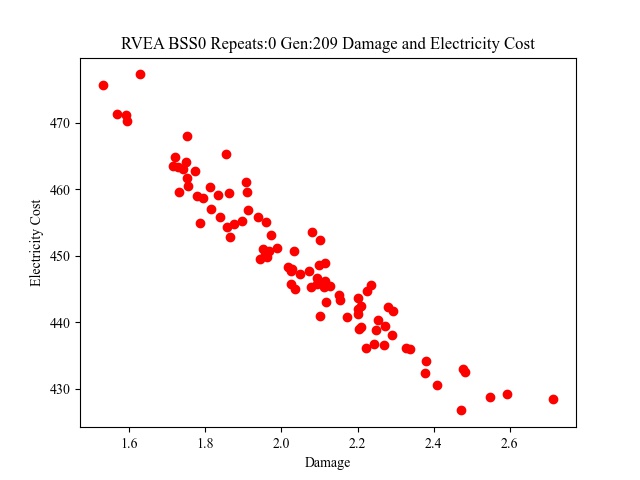 RVEA BSS0 Repeats:0 Gen:209 Damage and Electricity Cost
470
460
450
440
430
Electricity Cost
1.6 1.8 2.0 2.2 2.4 2.6
Damage